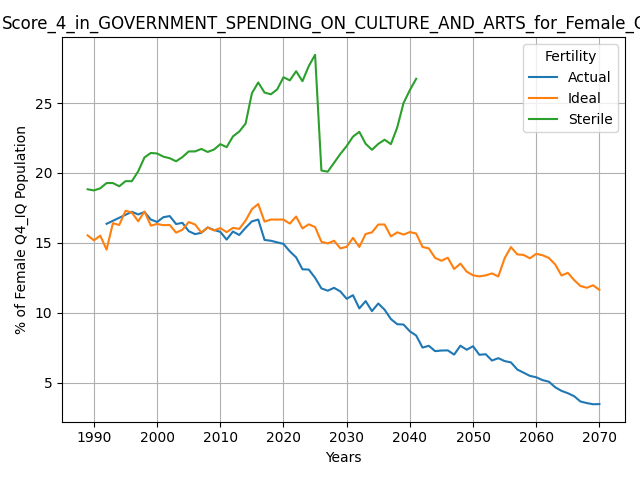 Score_4_in_GOVERNMENT_SPENDING_ON_CULTURE_AND_ARTS_for_Female_
Fertility
Actual
Ideal
Sterile
% of Female Q4_IQ Population
25
20
15
10
5
1990 2000 2010 2020 2030 2040 2050 2060 2070
Years